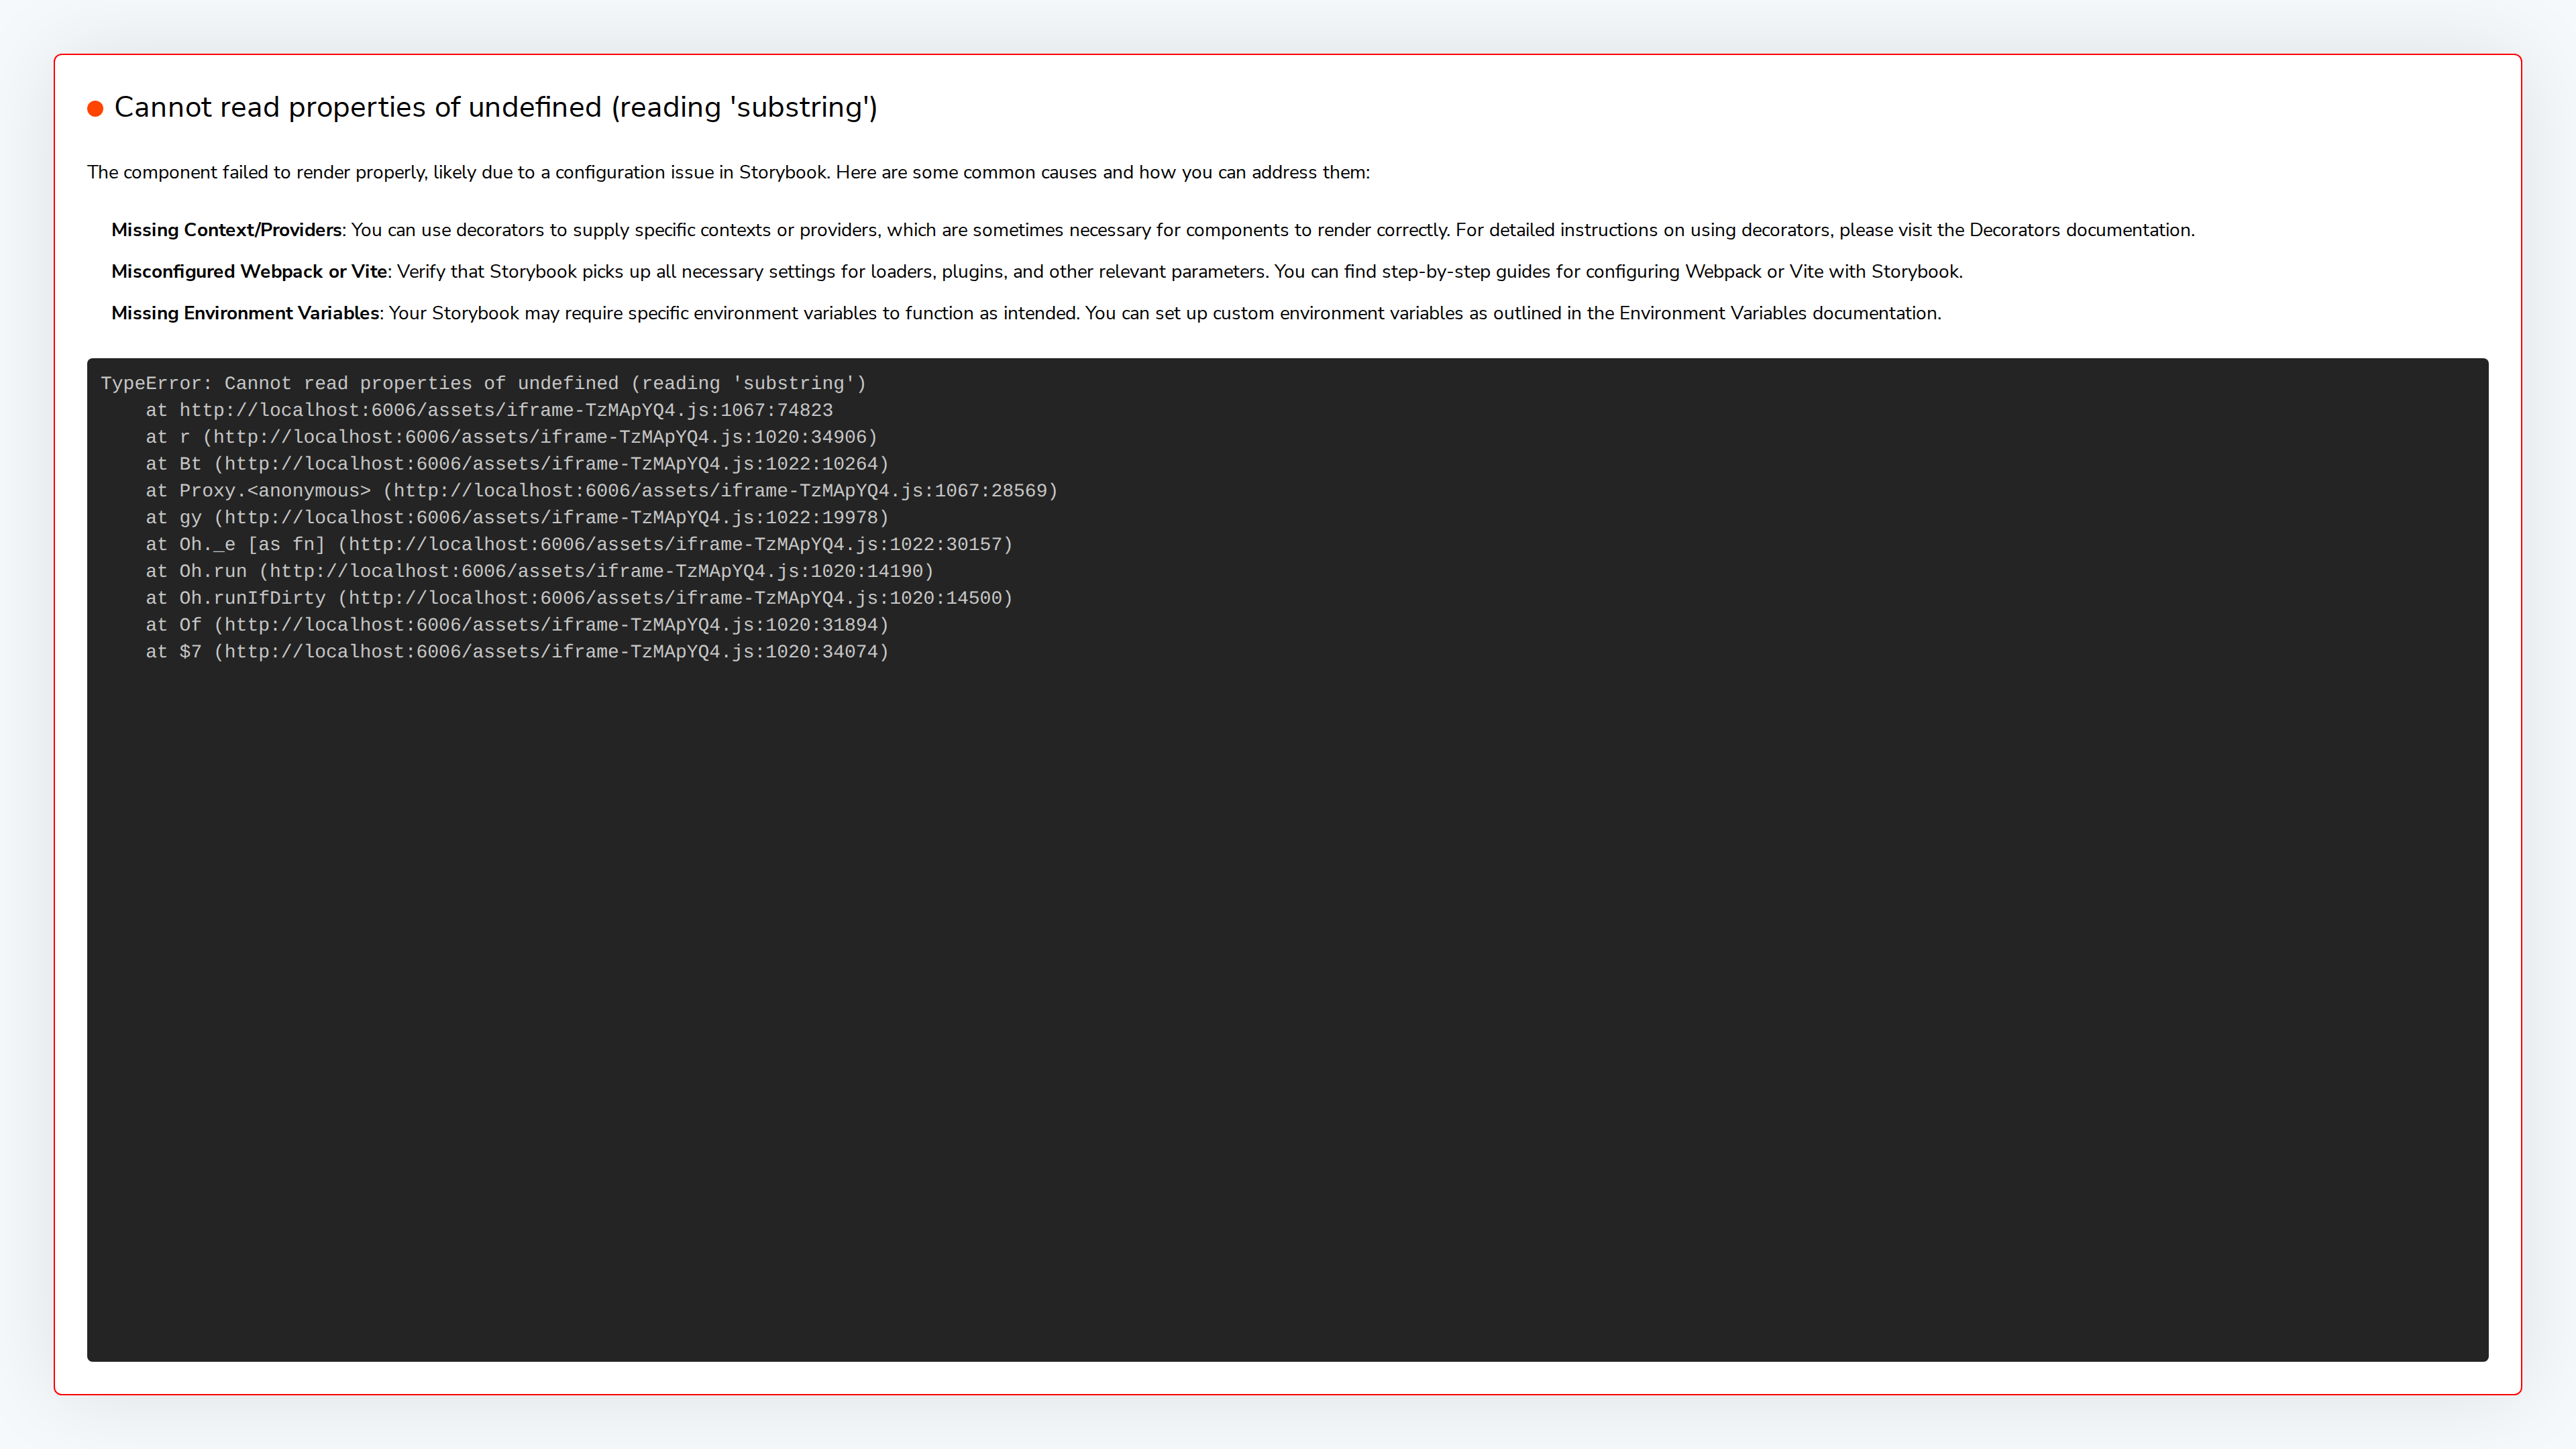 Cannot read properties of undefined (reading 'substring')
The component failed to render properly, likely due to a configuration issue in Storybook. Here are some common causes and how you can address them:
Missing Context/Providers: You can use decorators to supply specific contexts or providers, which are sometimes necessary for components to render correctly. For detailed instructions on using decorators, please visit the Decorators documentation.
Misconfigured Webpack or Vite: Verify that Storybook picks up all necessary settings for loaders, plugins, and other relevant parameters. You can find step-by-step guides for configuring Webpack or Vite with Storybook.
Missing Environment Variables: Your Storybook may require specific environment variables to function as intended. You can set up custom environment variables as outlined in the Environment Variables documentation.
TypeError: Cannot read properties of undefined (reading 'substring')
    at http://localhost:6006/assets/iframe-TzMApYQ4.js:1067:74823
    at r (http://localhost:6006/assets/iframe-TzMApYQ4.js:1020:34906)
    at Bt (http://localhost:6006/assets/iframe-TzMApYQ4.js:1022:10264)
    at Proxy.<anonymous> (http://localhost:6006/assets/iframe-TzMApYQ4.js:1067:28569)
    at gy (http://localhost:6006/assets/iframe-TzMApYQ4.js:1022:19978)
    at Oh._e [as fn] (http://localhost:6006/assets/iframe-TzMApYQ4.js:1022:30157)
    at Oh.run (http://localhost:6006/assets/iframe-TzMApYQ4.js:1020:14190)
    at Oh.runIfDirty (http://localhost:6006/assets/iframe-TzMApYQ4.js:1020:14500)
    at Of (http://localhost:6006/assets/iframe-TzMApYQ4.js:1020:31894)
    at $7 (http://localhost:6006/assets/iframe-TzMApYQ4.js:1020:34074)